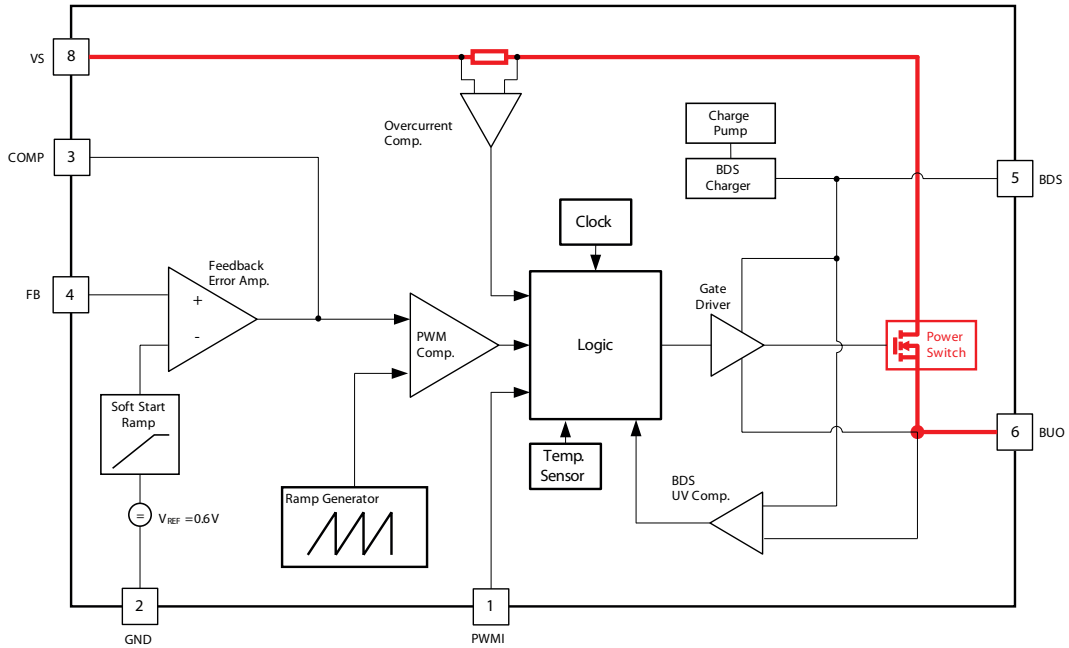 VS
8
Overcurrent
Comp.
Charge
Pump
COMP
3
BDS
Charger
5
BDS
Clock
Feedback
Error Amp.
FB
4
+
-
Gate
Driver
PWM
Comp.
Logic
Power
Switch
Soft Start
Ramp
6
BUO
Temp.
Sensor
BDS
UV Comp.
Ramp Generator
=
VREF =0.6V
2
GND
1
PWMI